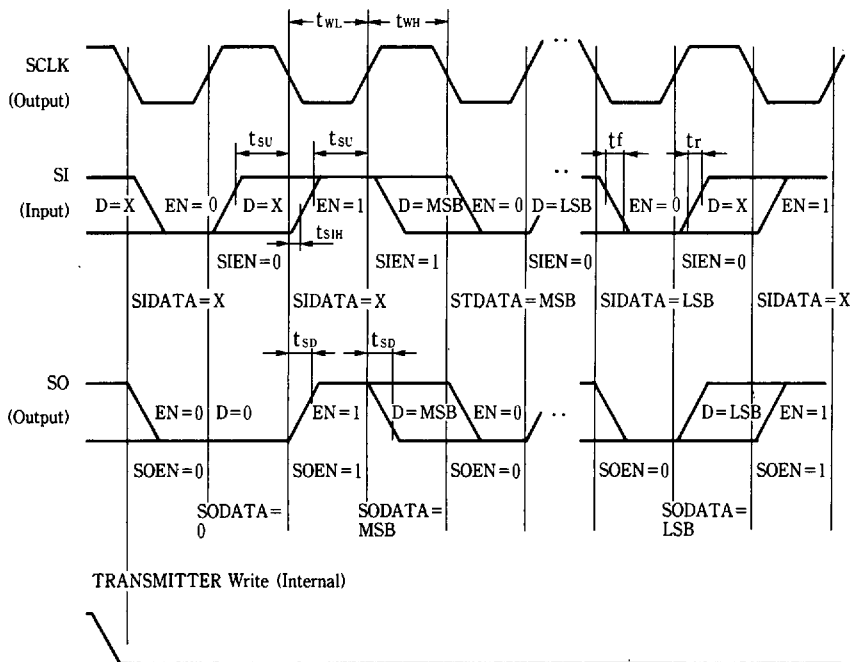 tWL tWH
SCLK
(Output)
tSU tSU tf tr
SI
(Input)
D=X EN=0 D=X EN=1 D=MSB EN=0 D=LSB EN=0 D=X EN=1
tSIH
SIEN=0 SIEN=1 SIEN=0 SIEN=0
SIDATA=X SIDATA=X STDATA=MSB SIDATA=LSB SIDATA=X
tSD tSD
SO
(Output)
EN=0 D=0 EN=1 D=MSB EN=0 D=LSB EN=1
SOEN=0 SOEN=1 SOEN=0 SOEN=0 SOEN=1
SODATA= SODATA= SODATA=
0 MSB LSB
TRANSMITTER Write (Internal)